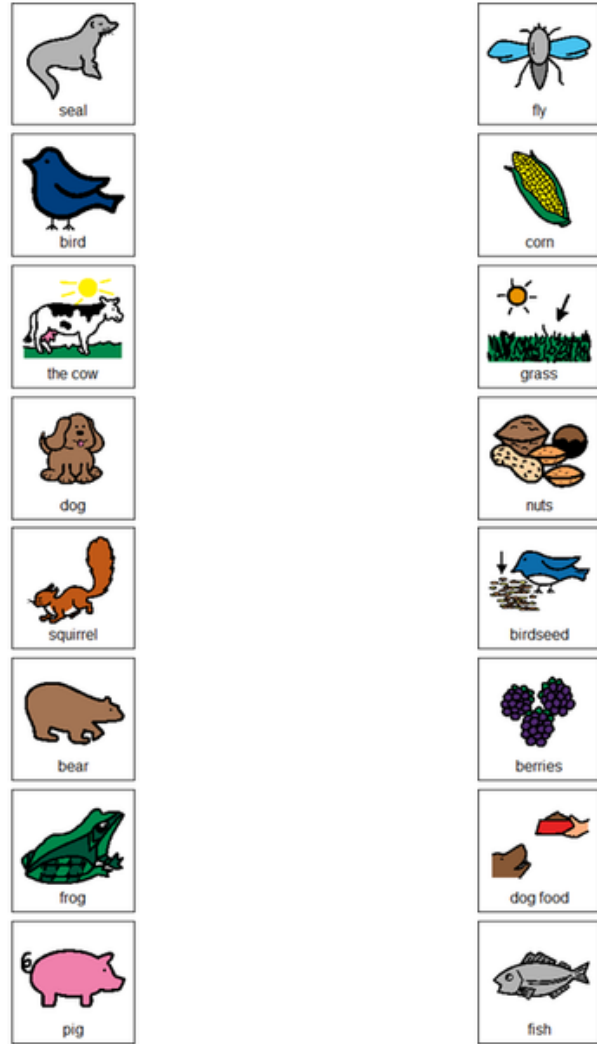 seal
fly
bird
corn
the cow
grass
dog
nuts
squirrel
birdseed
bear
berries
frog
dog food
pig
fish